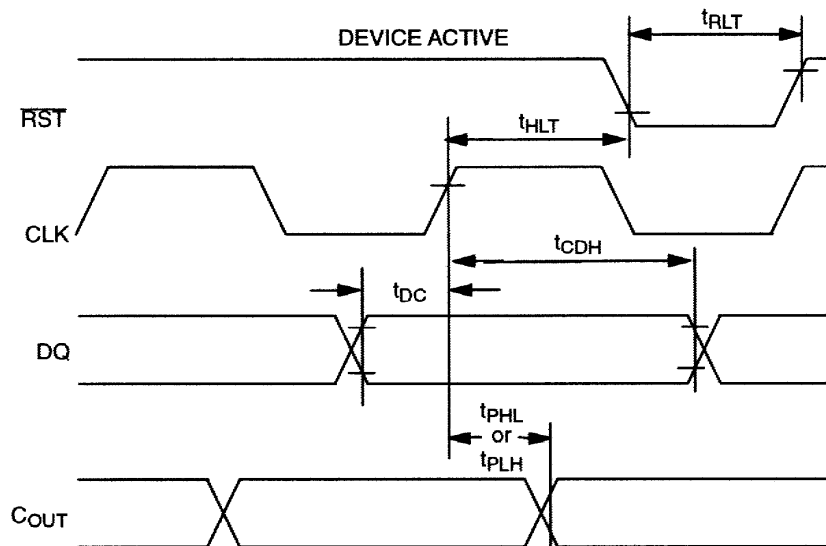 DEVICE ACTIVE
tRLT
RST
tHLT
CLK
tCDH
tDC
DQ
tPHL
or
tPLH
COUT